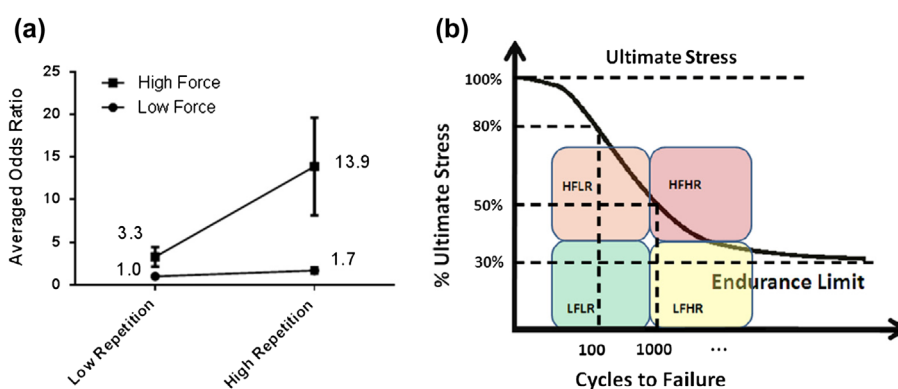 (a)
Averaged Odds Ratio
25
20
15
10
5
0
High Force
Low Force
3.3
1.0
13.9
1.7
Low Repetition
High Repetition
(b)
% Ultimate Stress
Ultimate Stress
100%
80%
50%
30%
HFLR
HFHR
LFLR
LFHR
Endurance Limit
100
1000
...
Cycles to Failure